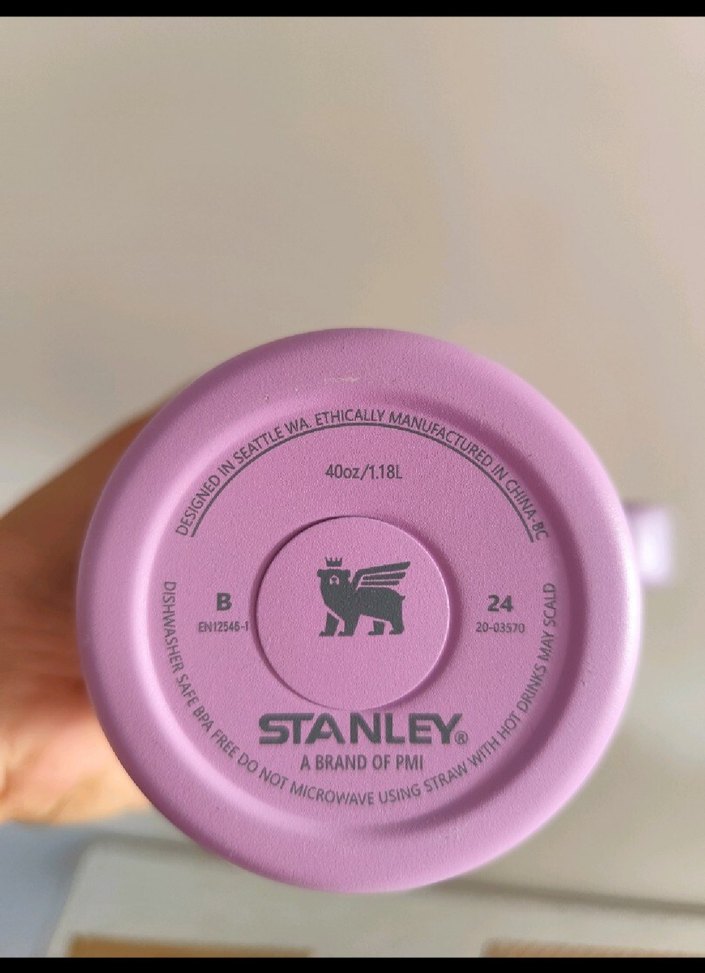 DESIGNED IN SEATTLE WA. ETHICALLY MANUFACTURED IN CHINA-BC
40oz/1.18L
B
EN12546-1
24
20-03570
STANLEY®
A BRAND OF PMI
DISHWASHER SAFE BPA FREE DO NOT MICROWAVE USING STRAW WITH HOT DRINKS MAY SCALD